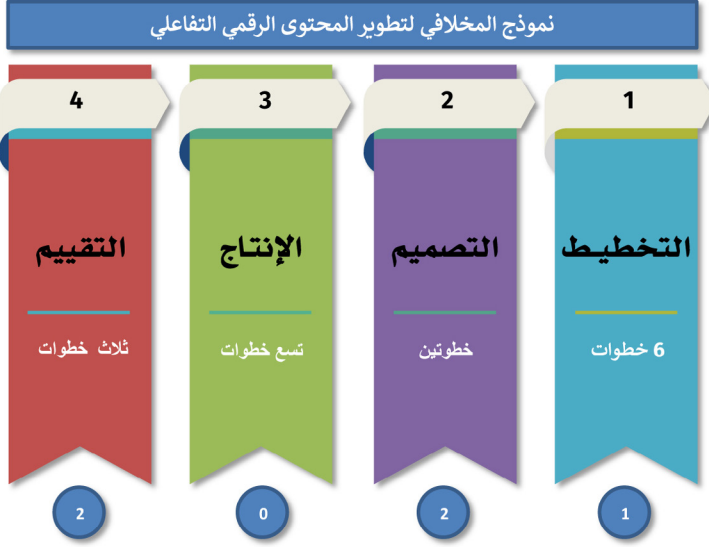 نموذج المخلافي لتطوير المحتوى الرقمي التفاعلي
1
2
3
4
التخطيط
التصميم
الإنتاج
التقييم
6 خطوات
خطوتين
تسع خطوات
ثلاث خطوات
1
2
0
2